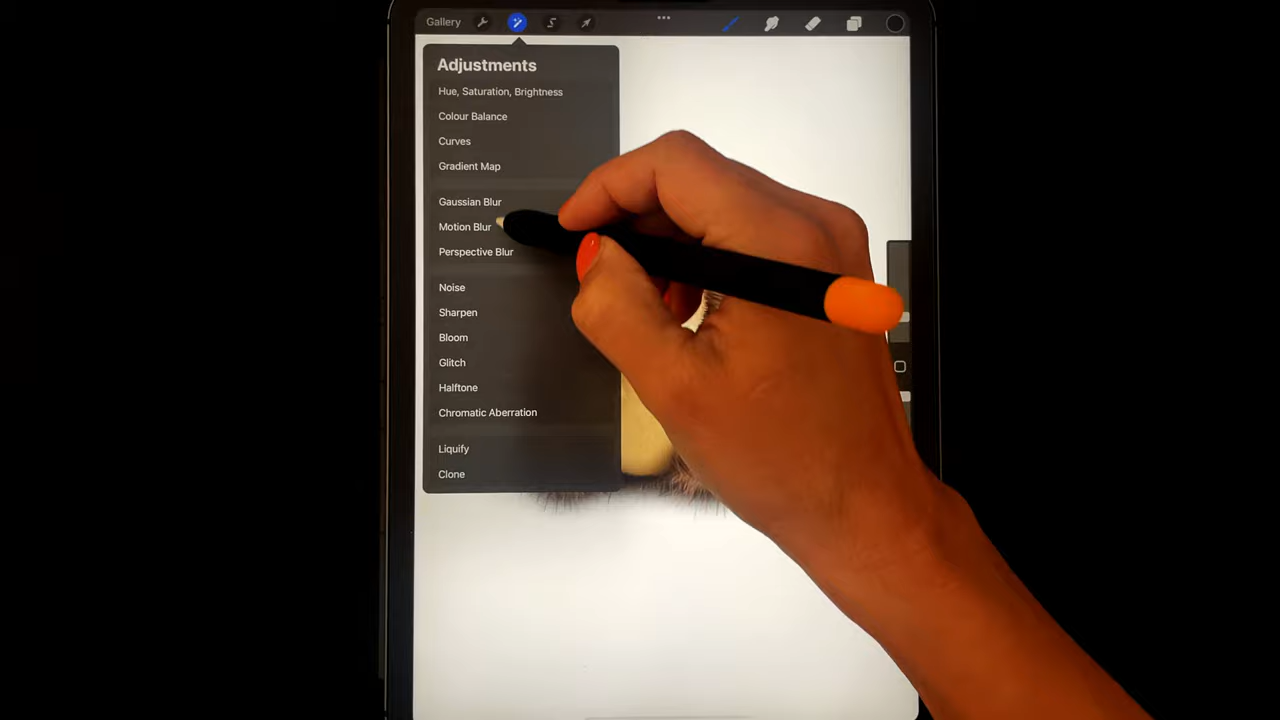 Gallery
Adjustments
Hue, Saturation, Brightness
Colour Balance
Curves
Gradient Map
Gaussian Blur
Motion Blur
Perspective Blur
Noise
Sharpen
Bloom
Glitch
Halftone
Chromatic Aberration
Liquify
Clone